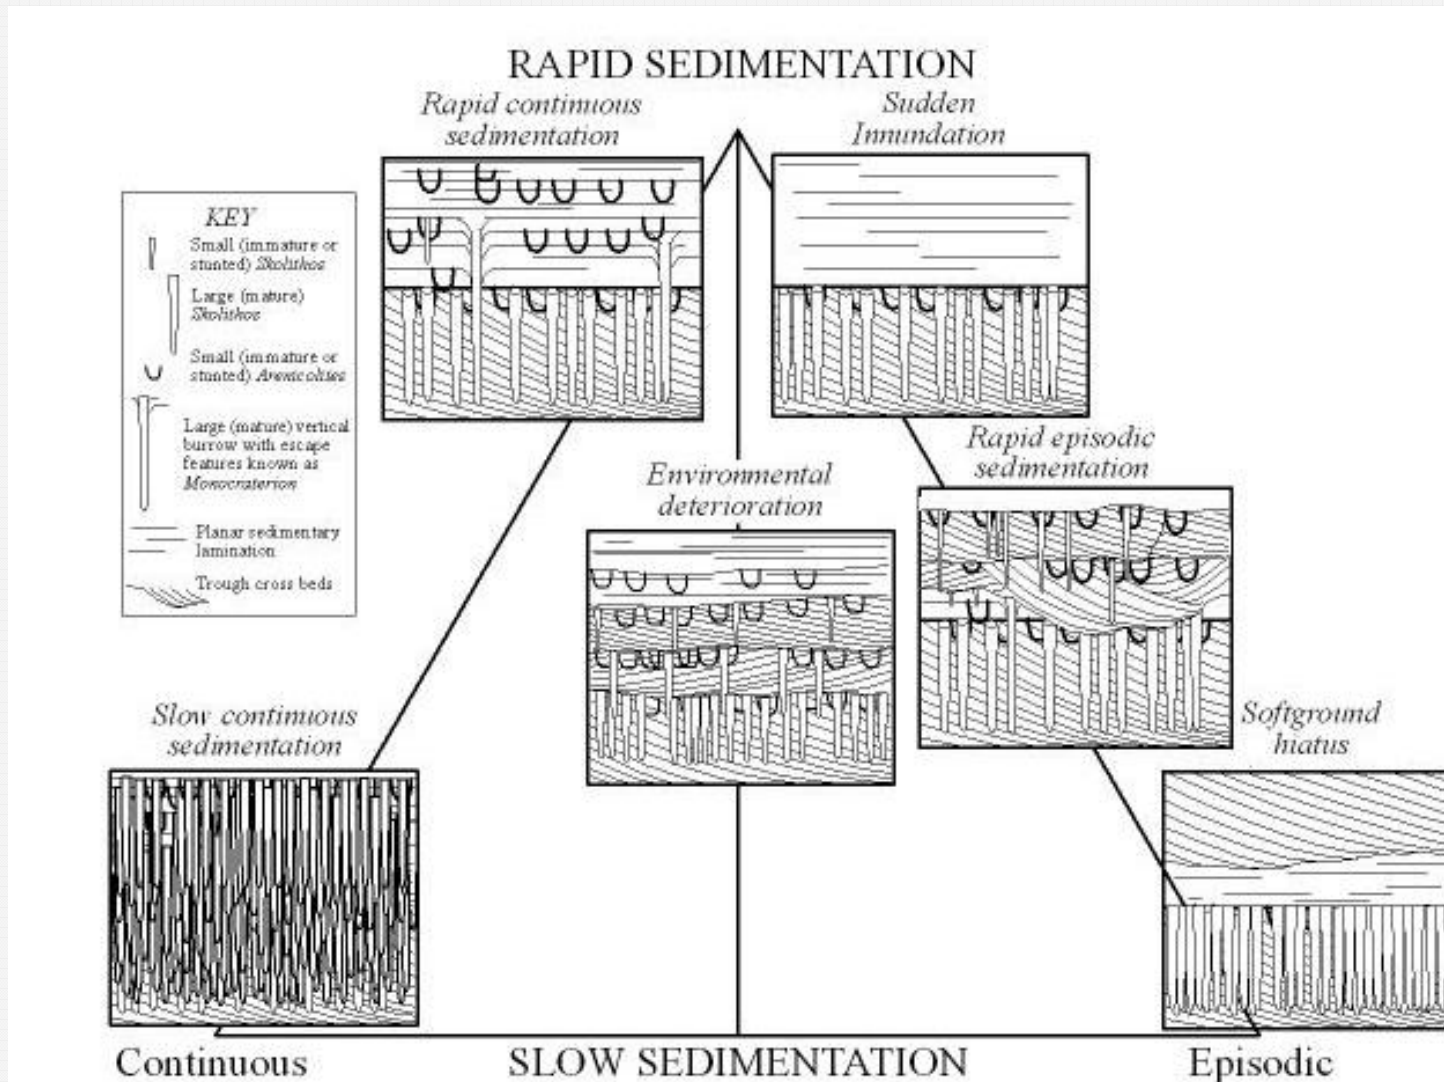 RAPID SEDIMENTATION
Rapid continuous
sedimentation
Sudden
Innundation
KEY
Small (immature or
stunted) Skolithos
Large (mature)
Skolithos
Small (immature or
stunted) Arenicolites
Large (mature) vertical
burrow with escape
features known as
Monocraterion
Planar sedimentary
lamination
Trough cross beds
Environmental
deterioration
Rapid episodic
sedimentation
Slow continuous
sedimentation
Softground
hiatus
Continuous
SLOW SEDIMENTATION
Episodic